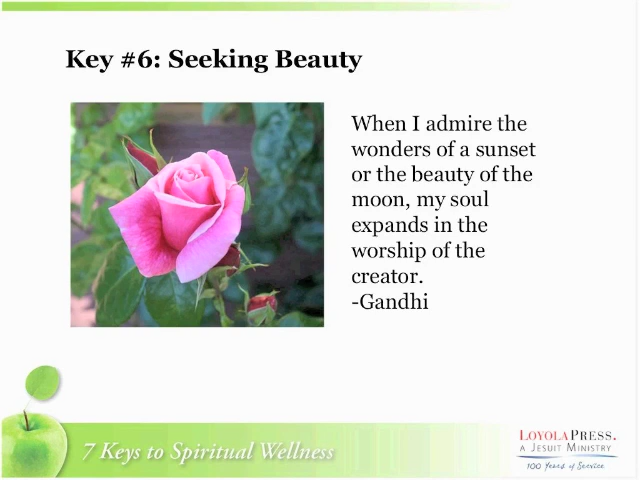 Key #6: Seeking Beauty
When I admire the
wonders of a sunset
or the beauty of the
moon, my soul
expands in the
worship of the
creator.
-Gandhi
7 Keys to Spiritual Wellness
LOYOLAPRESS.
A JESUIT MINISTRY
100 Years of Service